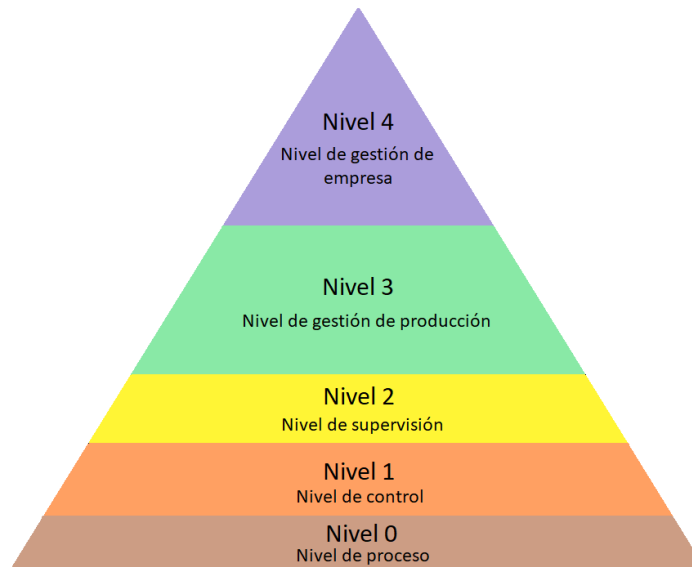 Nivel 4
Nivel de gestión de
empresa
Nivel 3
Nivel de gestión de producción
Nivel 2
Nivel de supervisión
Nivel 1
Nivel de control
Nivel 0
Nivel de proceso